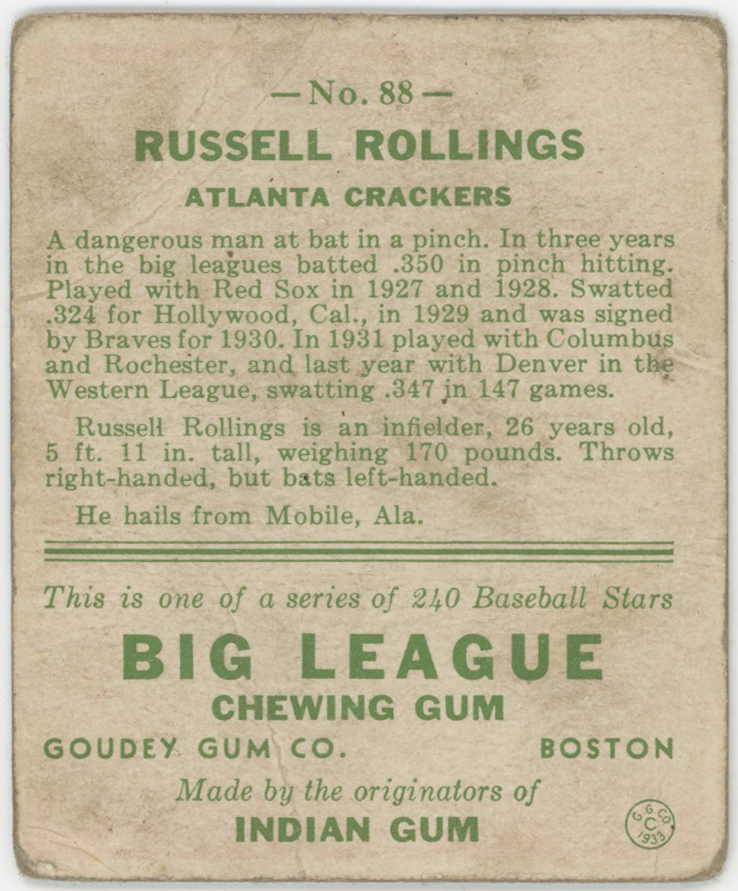 — No. 88 —
RUSSELL ROLLINGS
ATLANTA CRACKERS
A dangerous man at bat in a pinch. In three years
in the big leagues batted .350 in pinch hitting.
Played with Red Sox in 1927 and 1928. Swatted
.324 for Hollywood, Cal., in 1929 and was signed
by Braves for 1930. In 1931 played with Columbus
and Rochester, and last year with Denver in the
Western League, swatting .347 in 147 games.
Russell Rollings is an infielder, 26 years old,
5 ft. 11 in. tall, weighing 170 pounds. Throws
right-handed, but bats left-handed.
He hails from Mobile, Ala.
This is one of a series of 240 Baseball Stars
BIG LEAGUE
CHEWING GUM
GOUDEY GUM CO. BOSTON
Made by the originators of
INDIAN GUM
G. G. CO.
C
1933